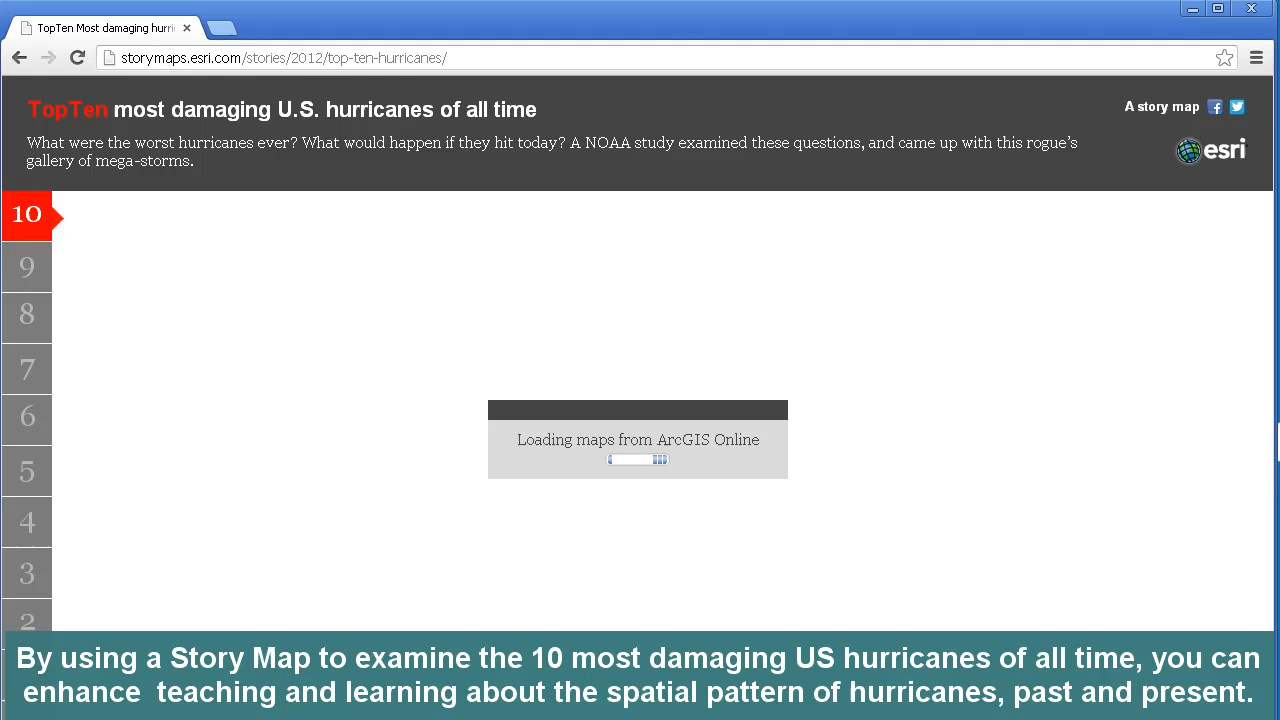 TopTen Most damaging hurri
storymaps.esri.com/stories/2012/top-ten-hurricanes/
TopTen most damaging U.S. hurricanes of all time
A story map
What were the worst hurricanes ever? What would happen if they hit today? A NOAA study examined these questions, and came up with this rogue's
gallery of mega-storms.
esri
10
9
8
7
6
5
4
3
2
Loading maps from ArcGIS Online
By using a Story Map to examine the 10 most damaging US hurricanes of all time, you can
enhance teaching and learning about the spatial pattern of hurricanes, past and present.